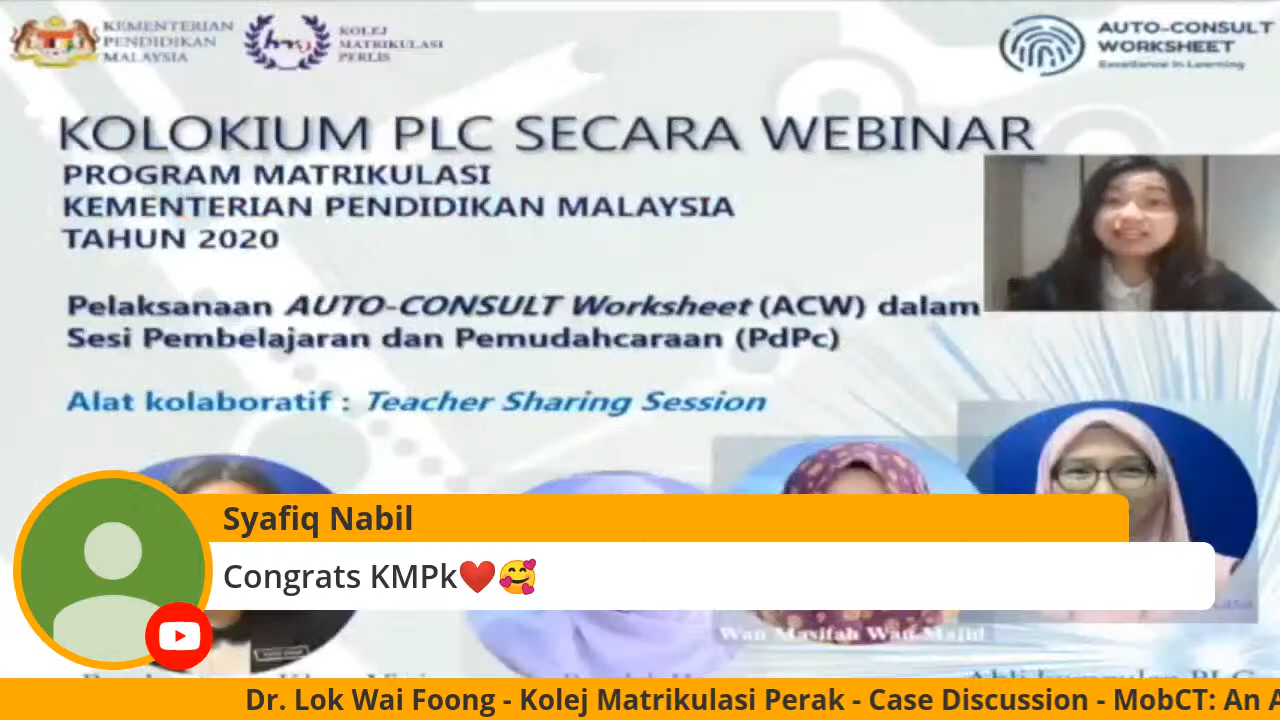 KEMENTERIAN
PENDIDIKAN
MALAYSIA
KOLEJ
MATRIKULASI
PERLIS
AUTO-CONSULT
WORKSHEET
Excellence in Learning
KOLOKIUM PLC SECARA WEBINAR
PROGRAM MATRIKULASI
KEMENTERIAN PENDIDIKAN MALAYSIA
TAHUN 2020
Pelaksanaan AUTO-CONSULT Worksheet (ACW) dalam
Sesi Pembelajaran dan Pemudahcaraan (PdPc)
Alat kolaboratif : Teacher Sharing Session
Syafiq Nabil
Congrats KMPk❤️🥰
Wan Masifah Wan
Ahli kumpulan PLC
Dr. Lok Wai Foong - Kolej Matrikulasi Perak - Case Discussion - MobCT: An A